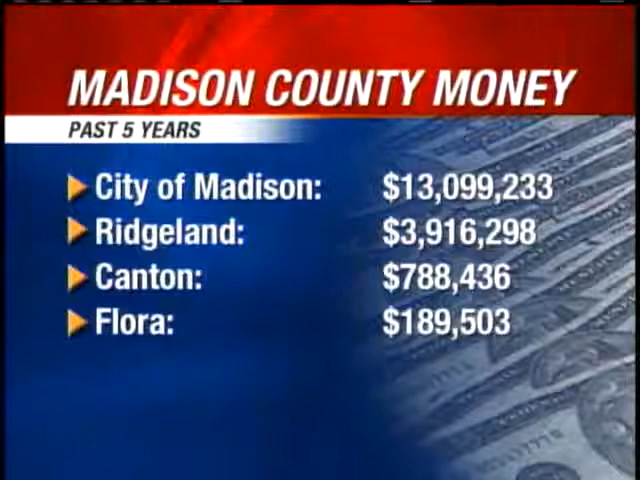 MADISON COUNTY MONEY
PAST 5 YEARS
City of Madison: $13,099,233
Ridgeland: $3,916,298
Canton: $788,436
Flora: $189,503